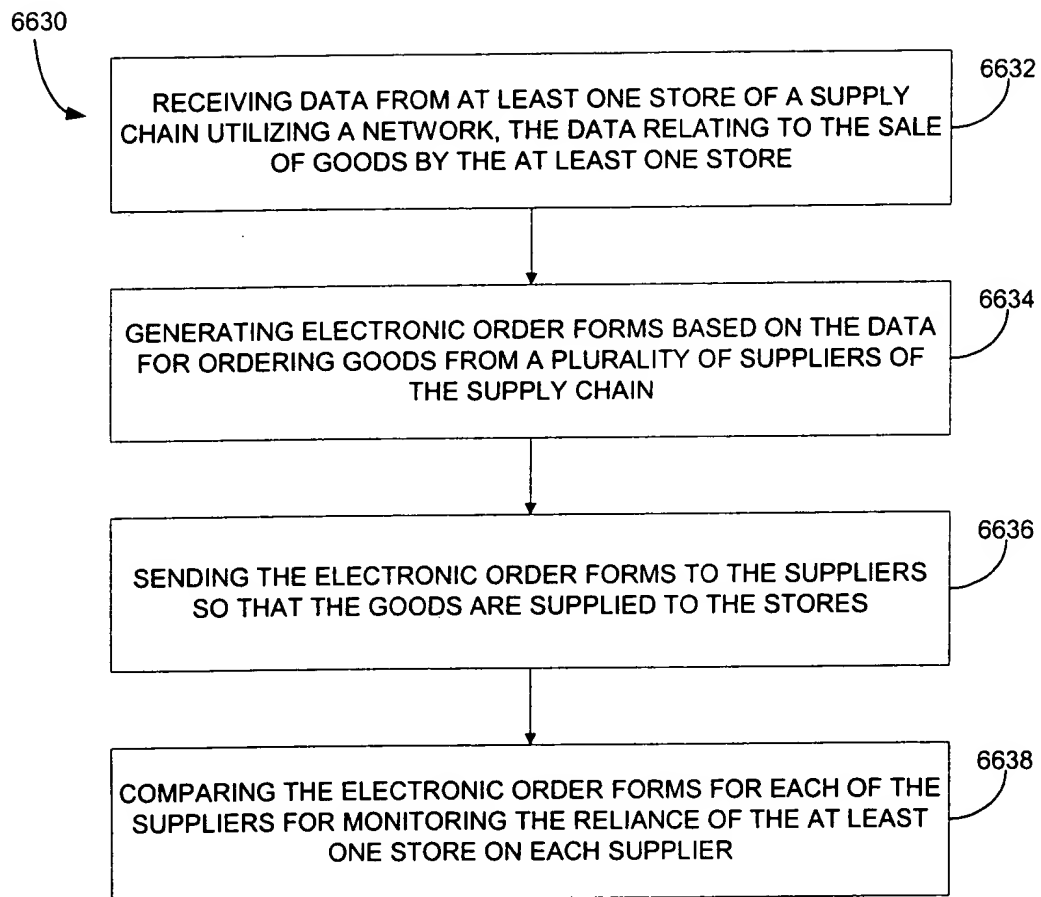 6630
6632
RECEIVING DATA FROM AT LEAST ONE STORE OF A SUPPLY
CHAIN UTILIZING A NETWORK, THE DATA RELATING TO THE SALE
OF GOODS BY THE AT LEAST ONE STORE
6634
GENERATING ELECTRONIC ORDER FORMS BASED ON THE DATA
FOR ORDERING GOODS FROM A PLURALITY OF SUPPLIERS OF
THE SUPPLY CHAIN
6636
SENDING THE ELECTRONIC ORDER FORMS TO THE SUPPLIERS
SO THAT THE GOODS ARE SUPPLIED TO THE STORES
6638
COMPARING THE ELECTRONIC ORDER FORMS FOR EACH OF THE
SUPPLIERS FOR MONITORING THE RELIANCE OF THE AT LEAST
ONE STORE ON EACH SUPPLIER